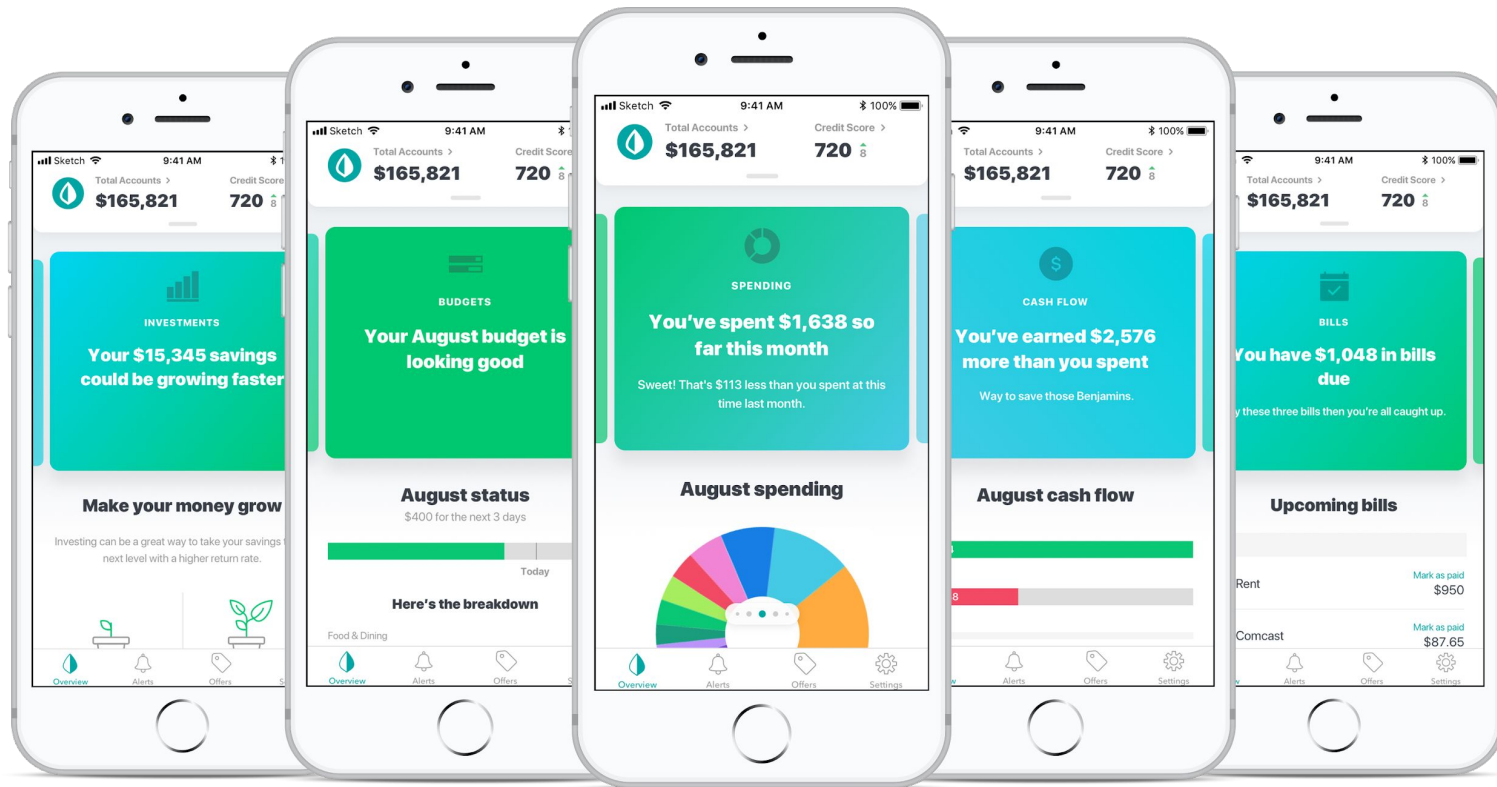 Sketch 9:41 AM
Total Accounts > Credit Score
$165,821 720 8
INVESTMENTS
Your $15,345 savings
could be growing faster
Make your money grow
Investing can be a great way to take your savings
next level with a higher return rate.
Overview Alerts Offers
Sketch 9:41 AM
Total Accounts > Credit Score
$165,821 720 8
BUDGETS
Your August budget is
looking good
August status
$400 for the next 3 days
Today
Here's the breakdown
Food & Dining
Overview Alerts Offers
Sketch 9:41 AM 100%
Total Accounts > Credit Score >
$165,821 720 8
SPENDING
You've spent $1,638 so
far this month
Sweet! That's $113 less than you spent at this
time last month.
August spending
Overview Alerts Offers Settings
9:41 AM 100%
Total Accounts > Credit Score >
$165,821 720 8
CASH FLOW
You've earned $2,576
more than you spent
Way to save those Benjamins.
August cash flow
8
Alerts Offers Settings
9:41 AM 100%
Total Accounts > Credit Score >
$165,821 720 8
BILLS
You have $1,048 in bills
due
these three bills then you're all caught up.
Upcoming bills
Mark as paid
Rent $950
Mark as paid
Comcast $87.65
Alerts Offers Settings